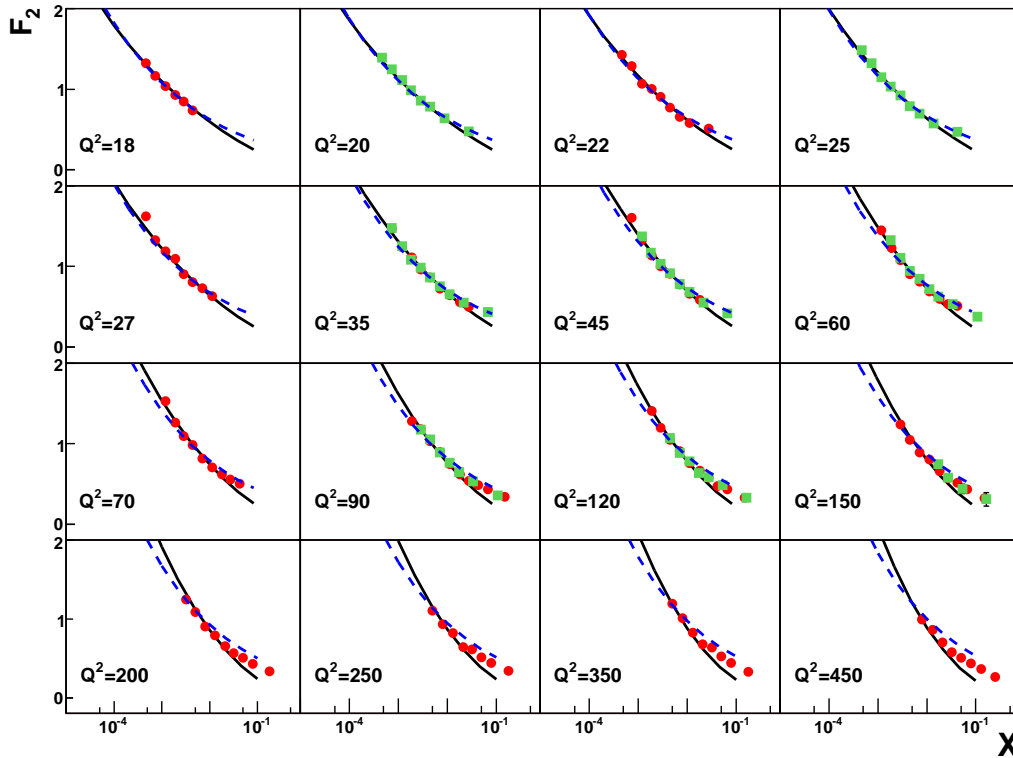 F₂
2
1
0
Q²=18
Q²=20
Q²=22
Q²=25
2
1
0
Q²=27
Q²=35
Q²=45
Q²=60
2
1
0
Q²=70
Q²=90
Q²=120
Q²=150
2
1
0
Q²=200
Q²=250
Q²=350
Q²=450
10⁻⁴ 10⁻¹ 10⁻⁴ 10⁻¹ 10⁻⁴ 10⁻¹ 10⁻⁴ 10⁻¹
X